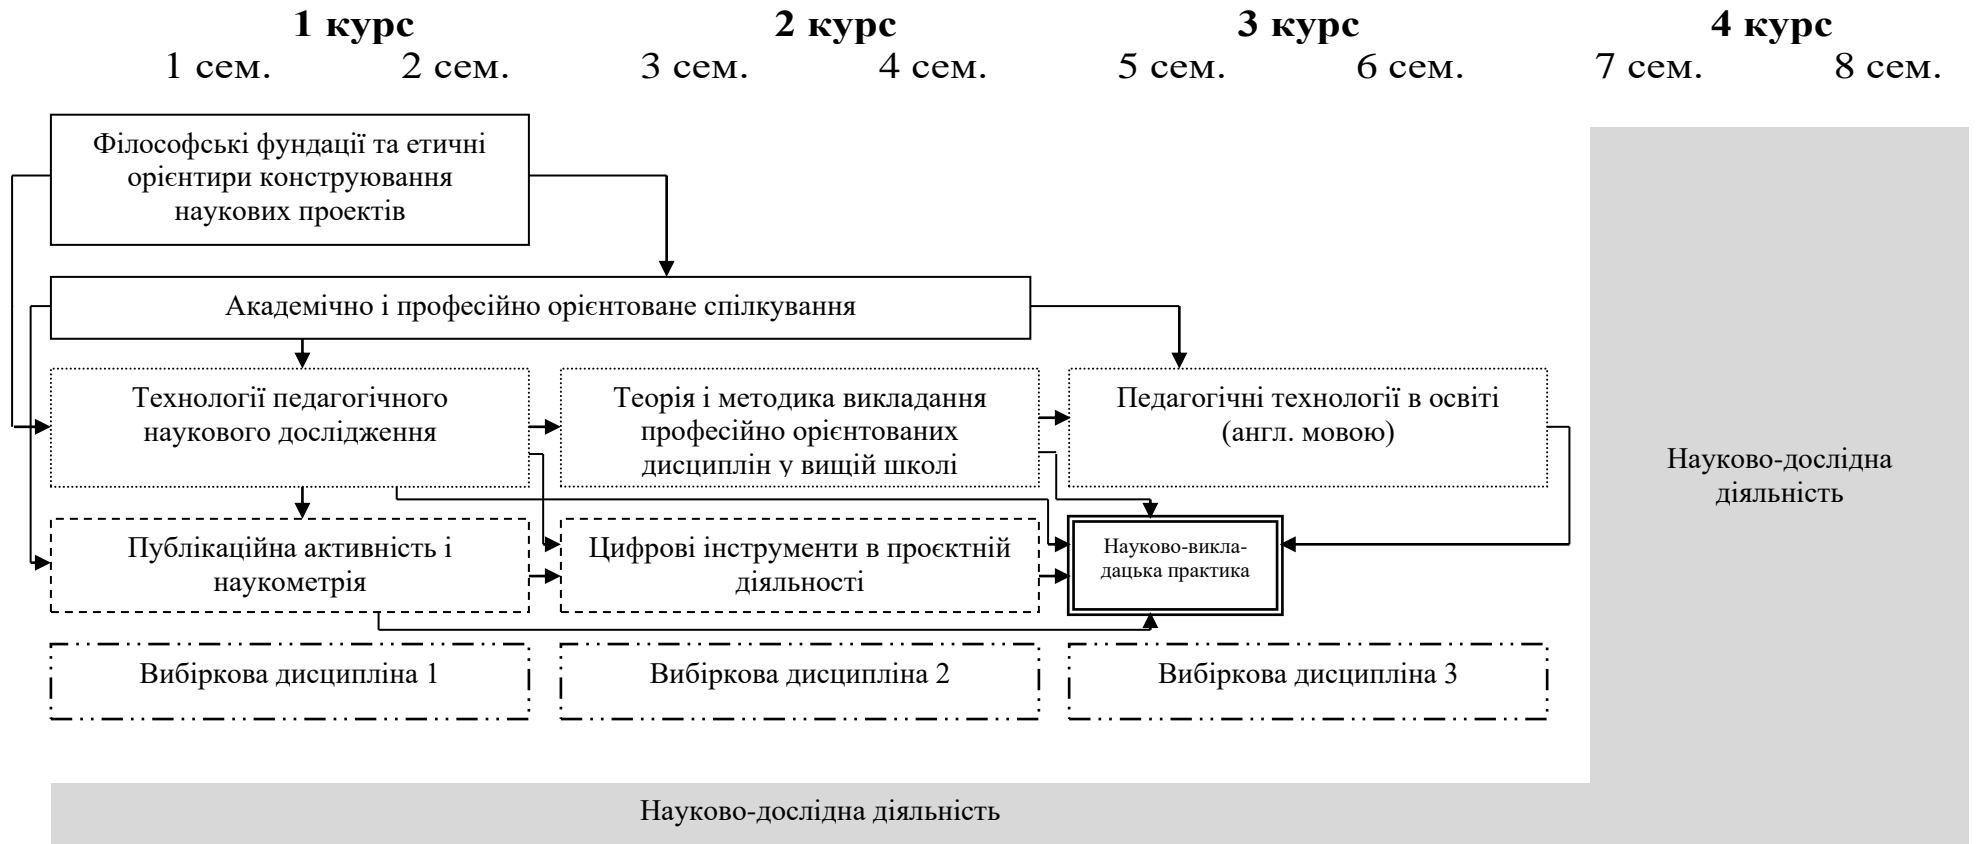 1 курс 2 курс 3 курс 4 курс
1 сем. 2 сем. 3 сем. 4 сем. 5 сем. 6 сем. 7 сем. 8 сем.
Філософські фундації та етичні
орієнтири конструювання
наукових проектів
Академічно і професійно орієнтоване спілкування
Технології педагогічного
наукового дослідження
Теорія і методика викладання
професійно орієнтованих
дисциплін у вищій школі
Педагогічні технології в освіті
(англ. мовою)
Науково-дослідна
діяльність
Публікаційна активність і
наукометрія
Цифрові інструменти в проєктній
діяльності
Науково-викла-
дацька практика
Вибіркова дисципліна 1
Вибіркова дисципліна 2
Вибіркова дисципліна 3
Науково-дослідна діяльність